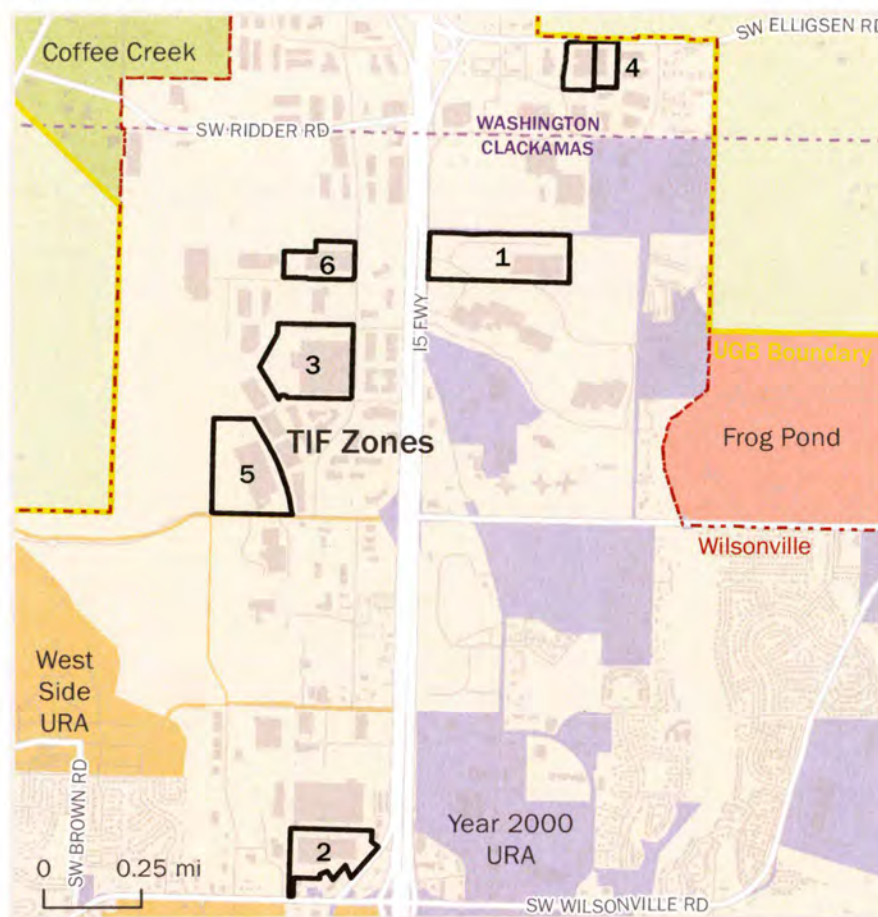 Coffee Creek
SW ELLIGSEN RD
4
SW RIDDER RD
WASHINGTON
CLACKAMAS
6
1
I5 FWY
3
UGB Boundary
TIF Zones
Frog Pond
5
Wilsonville
West
Side
URA
SW BROWN RD
Year 2000
URA
2
0 0.25 mi
SW WILSONVILLE RD